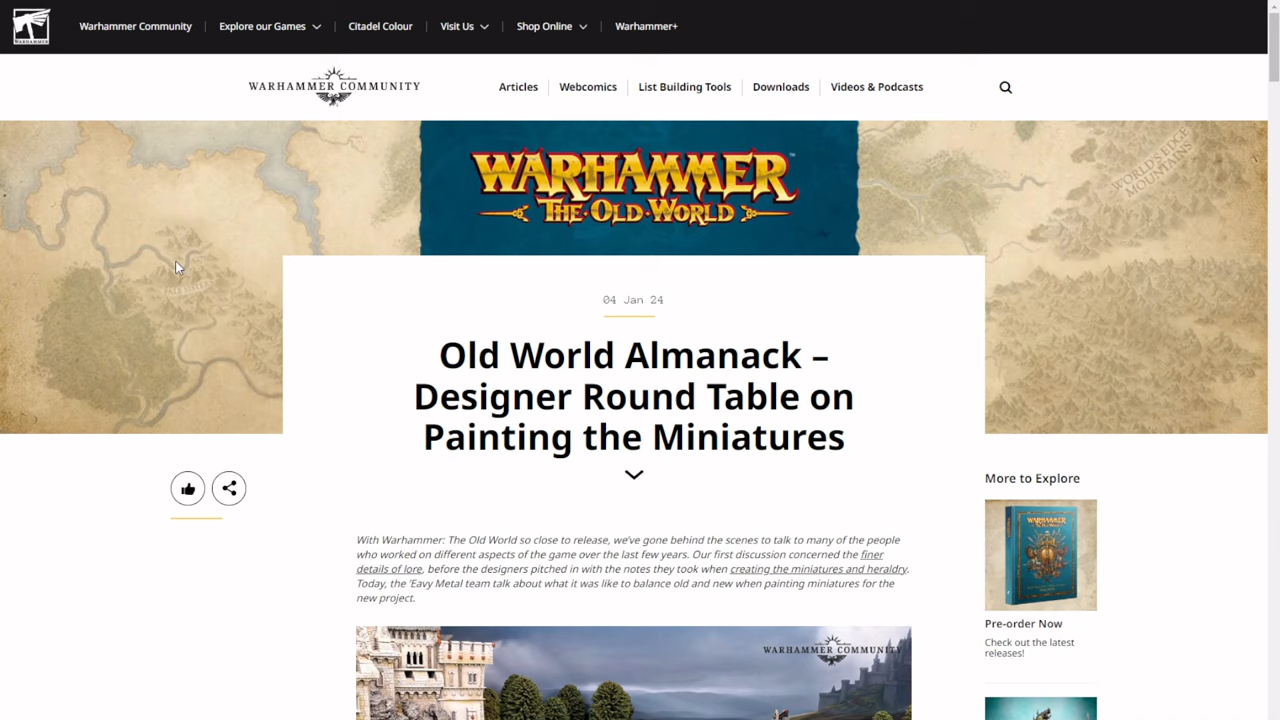 Warhammer Community
Explore our Games
Citadel Colour
Visit Us
Shop Online
Warhammer+
WARHAMMER
WARHAMMER COMMUNITY
Articles
Webcomics
List Building Tools
Downloads
Videos & Podcasts
WARHAMMER™
THE OLD WORLD
WORLD'S EDGE
MOUNTAINS
04 Jan 24
Old World Almanack –
Designer Round Table on
Painting the Miniatures
More to Explore
With Warhammer: The Old World so close to release, we've gone behind the scenes to talk to many of the people
who worked on different aspects of the game over the last few years. Our first discussion concerned the finer
details of lore, before the designers pitched in with the notes they took when creating the miniatures and heraldry.
Today, the 'Eavy Metal team talk about what it was like to balance old and new when painting miniatures for the
new project.
WARHAMMER
Pre-order Now
Check out the latest
releases!
WARHAMMER COMMUNITY